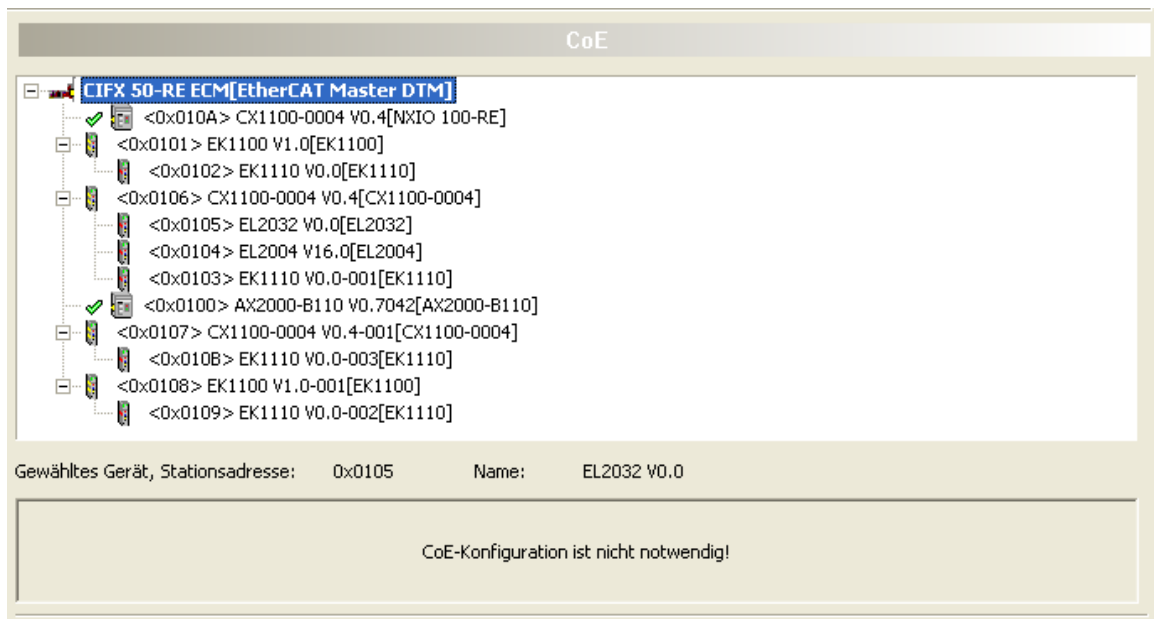 CoE
CIFX 50-RE ECM[EtherCAT Master DTM]
<0x010A> CX1100-0004 V0.4[NXIO 100-RE]
<0x0101> EK1100 V1.0[EK1100]
<0x0102> EK1110 V0.0[EK1110]
<0x0106> CX1100-0004 V0.4[CX1100-0004]
<0x0105> EL2032 V0.0[EL2032]
<0x0104> EL2004 V16.0[EL2004]
<0x0103> EK1110 V0.0-001[EK1110]
<0x0100> AX2000-B110 V0.7042[AX2000-B110]
<0x0107> CX1100-0004 V0.4-001[CX1100-0004]
<0x010B> EK1110 V0.0-003[EK1110]
<0x0108> EK1100 V1.0-001[EK1100]
<0x0109> EK1110 V0.0-002[EK1110]
Gewähltes Gerät, Stationsadresse: 0x0105 Name: EL2032 V0.0
CoE-Konfiguration ist nicht notwendig!